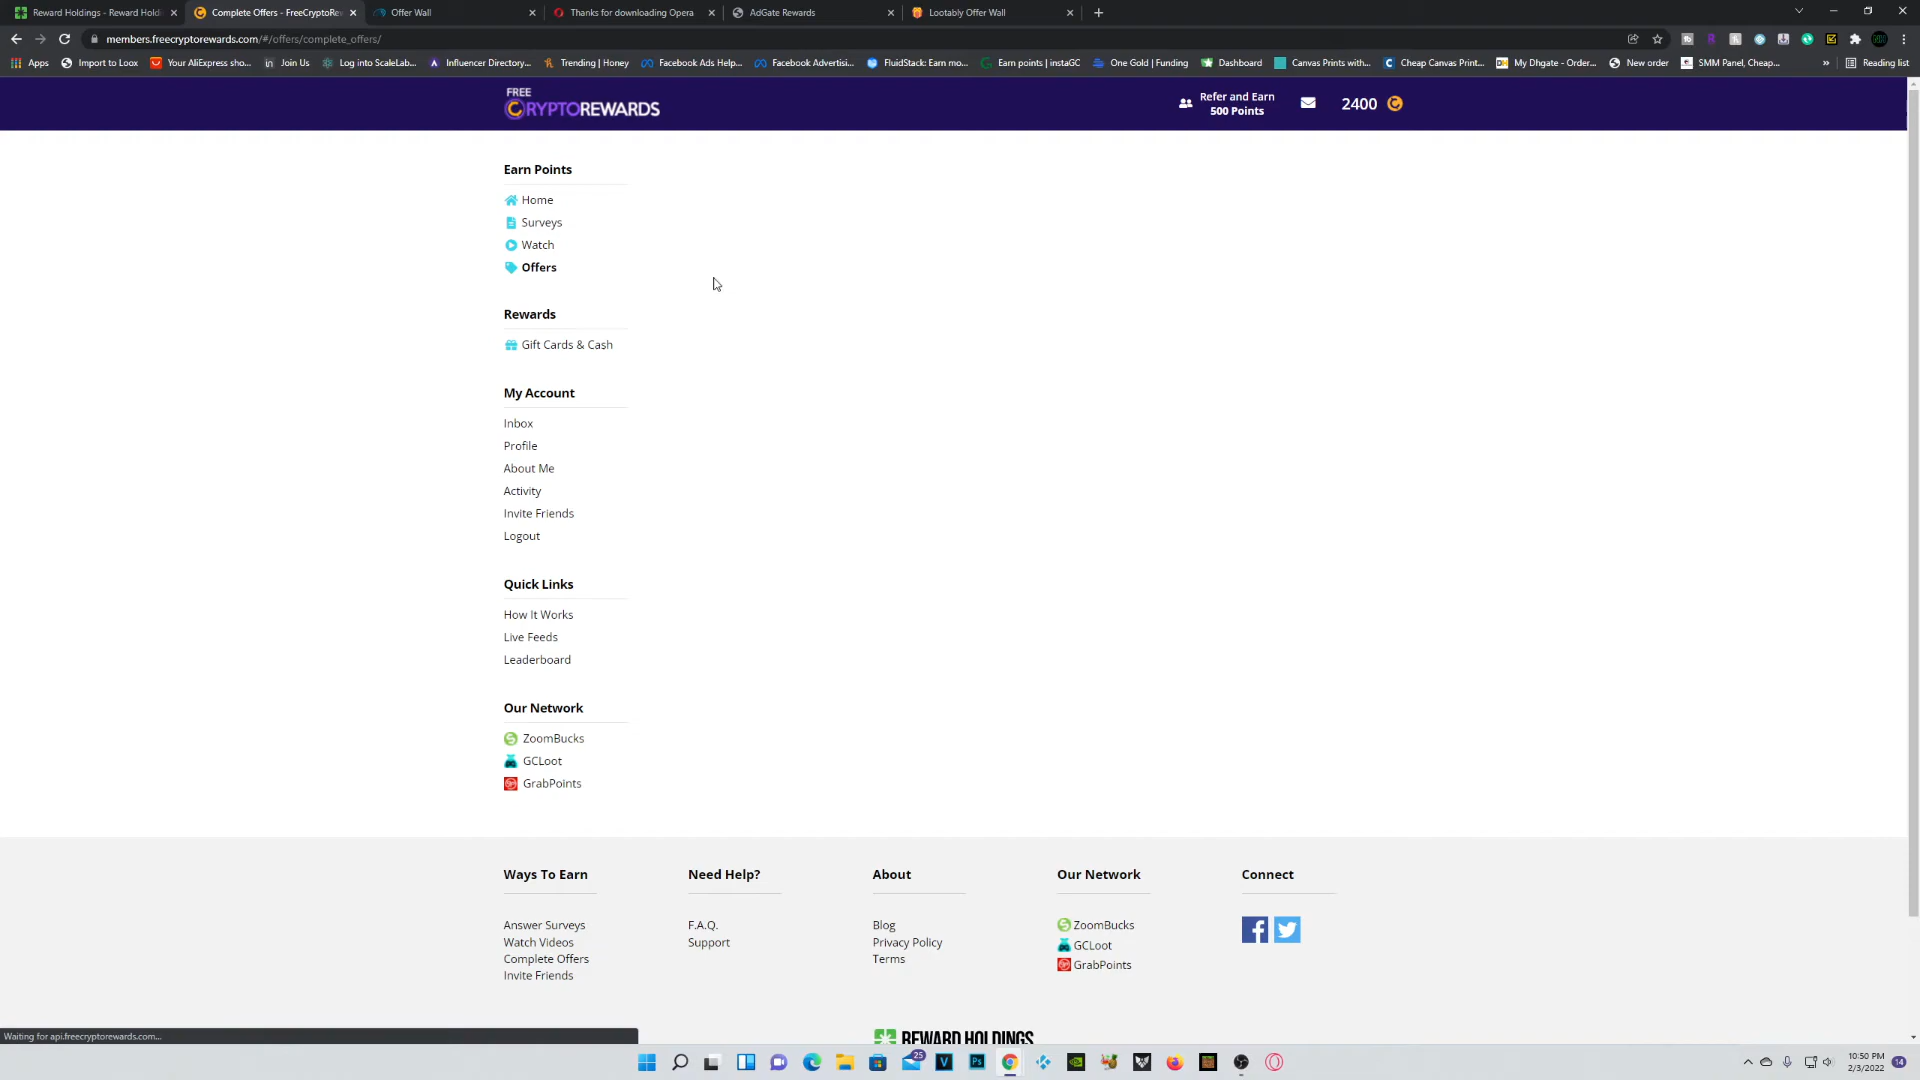 Reward Holdings - Reward Hold
Complete Offers - FreeCryptoRew
Offer Wall
Thanks for downloading Opera
AdGate Rewards
Lootably Offer Wall
members.freecryptorewards.com/#/offers/complete_offers/
Apps
Import to Loox
Your AliExpress sho...
Join Us
Log into ScaleLab...
Influencer Directory...
Trending | Honey
Facebook Ads Help...
Facebook Advertisi...
FluidStack: Earn mo...
Earn points | instaGC
One Gold | Funding
Dashboard
Canvas Prints with...
Cheap Canvas Print...
My Dhgate - Order...
New order
SMM Panel, Cheap...
»
Reading list
FREE
CRYPTOREWARDS
Refer and Earn
500 Points
2400
Earn Points
Home
Surveys
Watch
Offers
Rewards
Gift Cards & Cash
My Account
Inbox
Profile
About Me
Activity
Invite Friends
Logout
Quick Links
How It Works
Live Feeds
Leaderboard
Our Network
ZoomBucks
GCLoot
GrabPoints
Ways To Earn
Answer Surveys
Watch Videos
Complete Offers
Invite Friends
Need Help?
F.A.Q.
Support
About
Blog
Privacy Policy
Terms
Our Network
ZoomBucks
GCLoot
GrabPoints
Connect
REWARD HOLDINGS
Waiting for api.freecryptorewards.com...
25
10:50 PM
2/3/2022
14